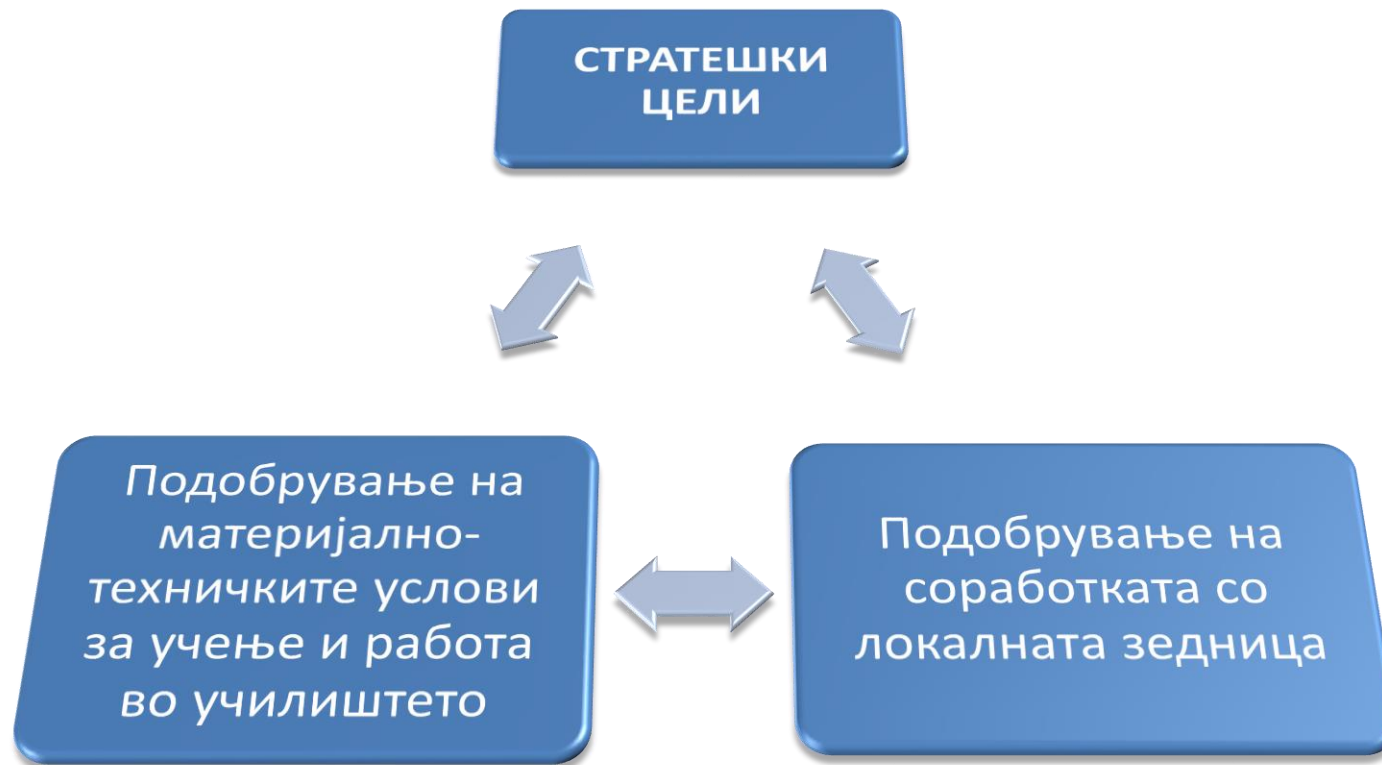 СТРАТЕШКИ
ЦЕЛИ
Подобрување на
материјално-
техничките услови
за учење и работа
во училиштето
Подобрување на
соработката со
локалната зедница